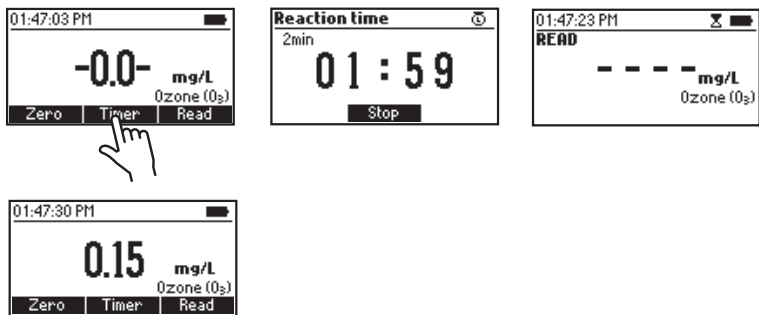 01:47:03 PM
-0.0- mg/L
Ozone (O₃)
Zero Timer Read
Reaction time
2min
01:59
Stop
01:47:23 PM
READ
- - - - mg/L
Ozone (O₃)
01:47:30 PM
0.15 mg/L
Ozone (O₃)
Zero Timer Read